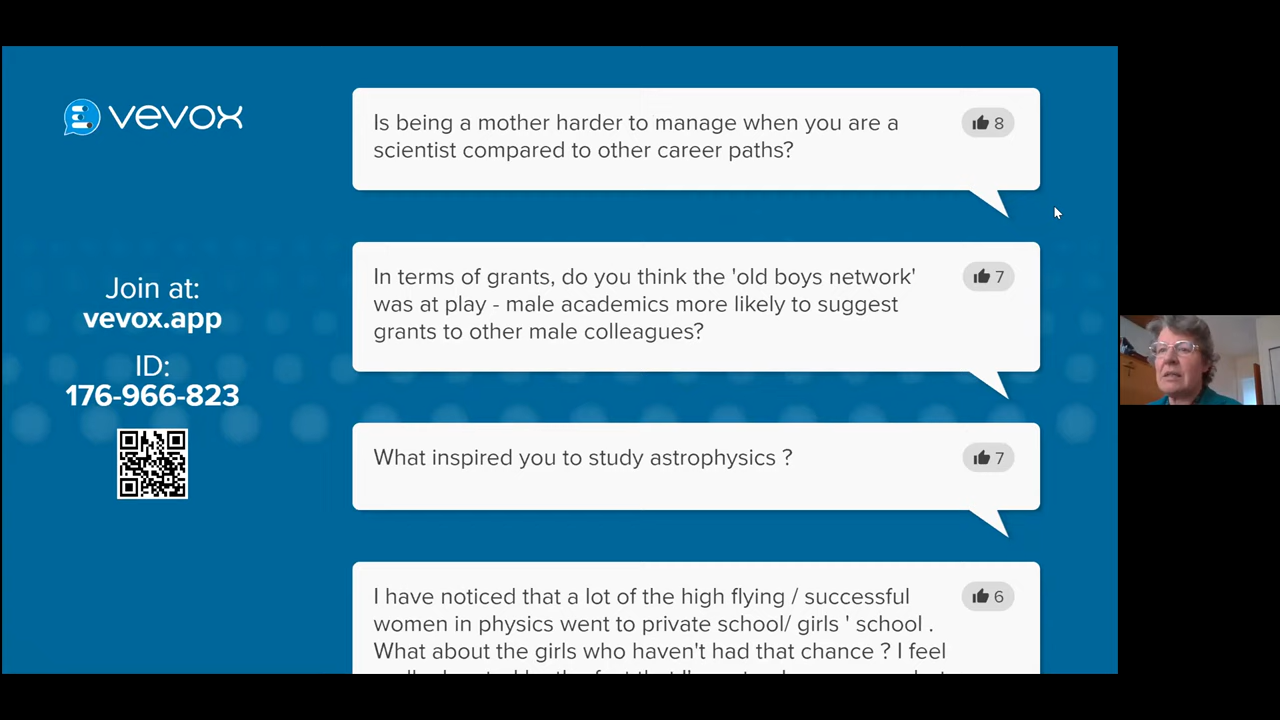 vevox
Join at:
vevox.app
ID:
176-966-823
Is being a mother harder to manage when you are a
scientist compared to other career paths?
8
In terms of grants, do you think the 'old boys network'
was at play - male academics more likely to suggest
grants to other male colleagues?
7
What inspired you to study astrophysics ?
7
I have noticed that a lot of the high flying / successful
women in physics went to private school/ girls ' school .
What about the girls who haven't had that chance ? I feel
6